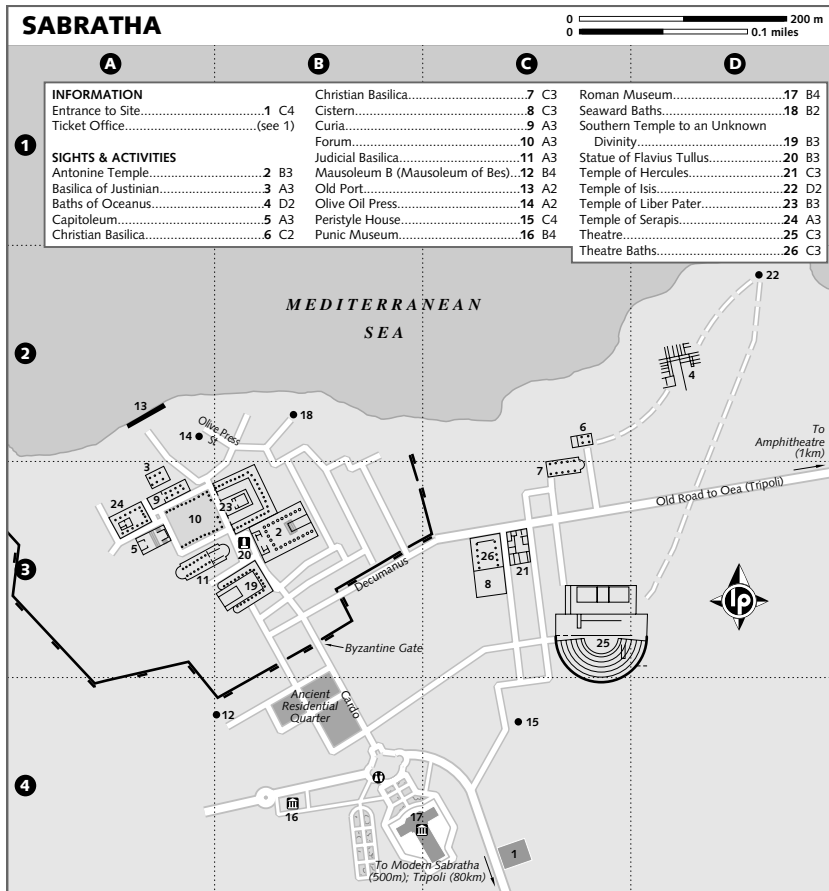 SABRATHA
0 200 m
0 0.1 miles
A B C D
INFORMATION
Entrance to Site 1 C4
Ticket Office (see 1)
SIGHTS & ACTIVITIES
Antonine Temple 2 B3
Basilica of Justinian 3 A3
Baths of Oceanus 4 D2
Capitoleum 5 A3
Christian Basilica 6 C2
Christian Basilica 7 C3
Cistern 8 C3
Curia 9 A3
Forum 10 A3
Judicial Basilica 11 A3
Mausoleum B (Mausoleum of Bes) 12 B4
Old Port 13 A2
Olive Oil Press 14 A2
Peristyle House 15 C4
Punic Museum 16 B4
Roman Museum 17 B4
Seaward Baths 18 B2
Southern Temple to an Unknown
Divinity 19 B3
Statue of Flavius Tullus 20 B3
Temple of Hercules 21 C3
Temple of Isis 22 D2
Temple of Liber Pater 23 B3
Temple of Serapis 24 A3
Theatre 25 C3
Theatre Baths 26 C3
1
22
MEDITERRANEAN
SEA
2
4
13
18
Olive Press
St
14
6
To
Amphitheatre
(1km)
3
7
9
24
Old Road to Oea (Tripoli)
23
10
2
5
20
26
21
11
3
Decumanus
19
8
lp
25
Byzantine Gate
Ancient
Residential
Quarter
Cardo
12
15
4
16
17
1
To Modern Sabratha
(500m); Tripoli (80km)